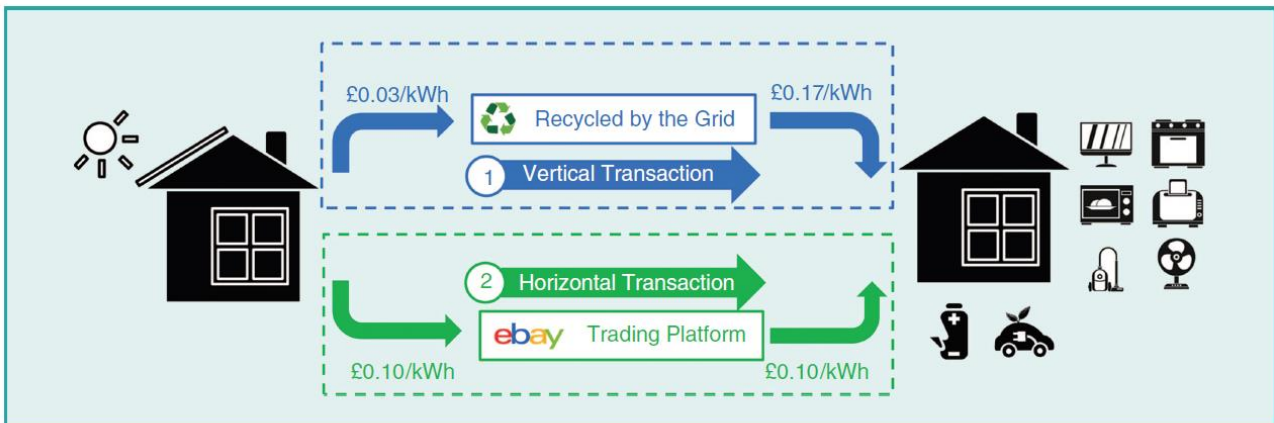 £0.03/kWh
£0.17/kWh
Recycled by the Grid
1 Vertical Transaction
2 Horizontal Transaction
ebay Trading Platform
£0.10/kWh
£0.10/kWh